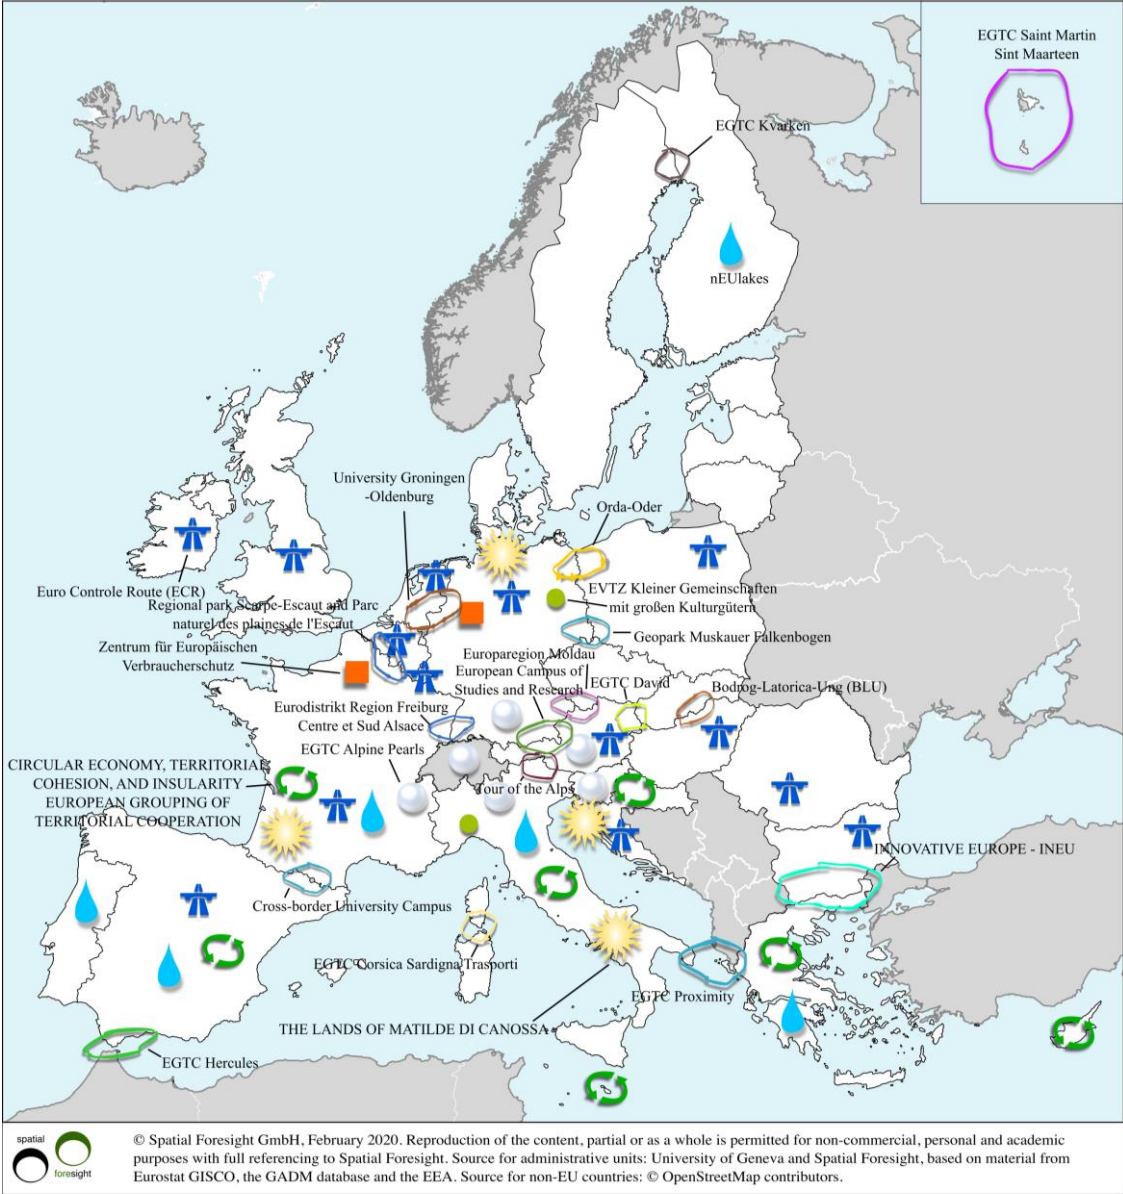 EGTC Saint Martin
Sint Maarteen
EGTC Kvarken
nEUlakes
University Groningen
-Oldenburg
Orda-Oder
Euro Controle Route (ECR)
Regional park Scarpe-Escaut and Parc
naturel des plaines de l'Escaut
EVTZ Kleiner Gemeinschaften
mit großen Kulturgütern
Geopark Muskauer Falkenbogen
Zentrum für Europäischen
Verbraucherschutz
Europaregion Moldau
European Campus of
Studies and Research
EGTC David
Bodrog-Latorica-Ung (BLU)
Eurodistrikt Region Freiburg
Centre et Sud Alsace
EGTC Alpine Pearls
CIRCULAR ECONOMY, TERRITORIAL
COHESION, AND INSULARITY
EUROPEAN GROUPING OF
TERRITORIAL COOPERATION
Tour of the Alps
INNOVATIVE EUROPE - INEU
Cross-border University Campus
EGTC Corsica Sardigna Trasporti
EGTC Proximity
THE LANDS OF MATILDE DI CANOSSA
EGTC Hercules
spatial
foresight
© Spatial Foresight GmbH, February 2020. Reproduction of the content, partial or as a whole is permitted for non-commercial, personal and academic
purposes with full referencing to Spatial Foresight. Source for administrative units: University of Geneva and Spatial Foresight, based on material from
Eurostat GISCO, the GADM database and the EEA. Source for non-EU countries: © OpenStreetMap contributors.